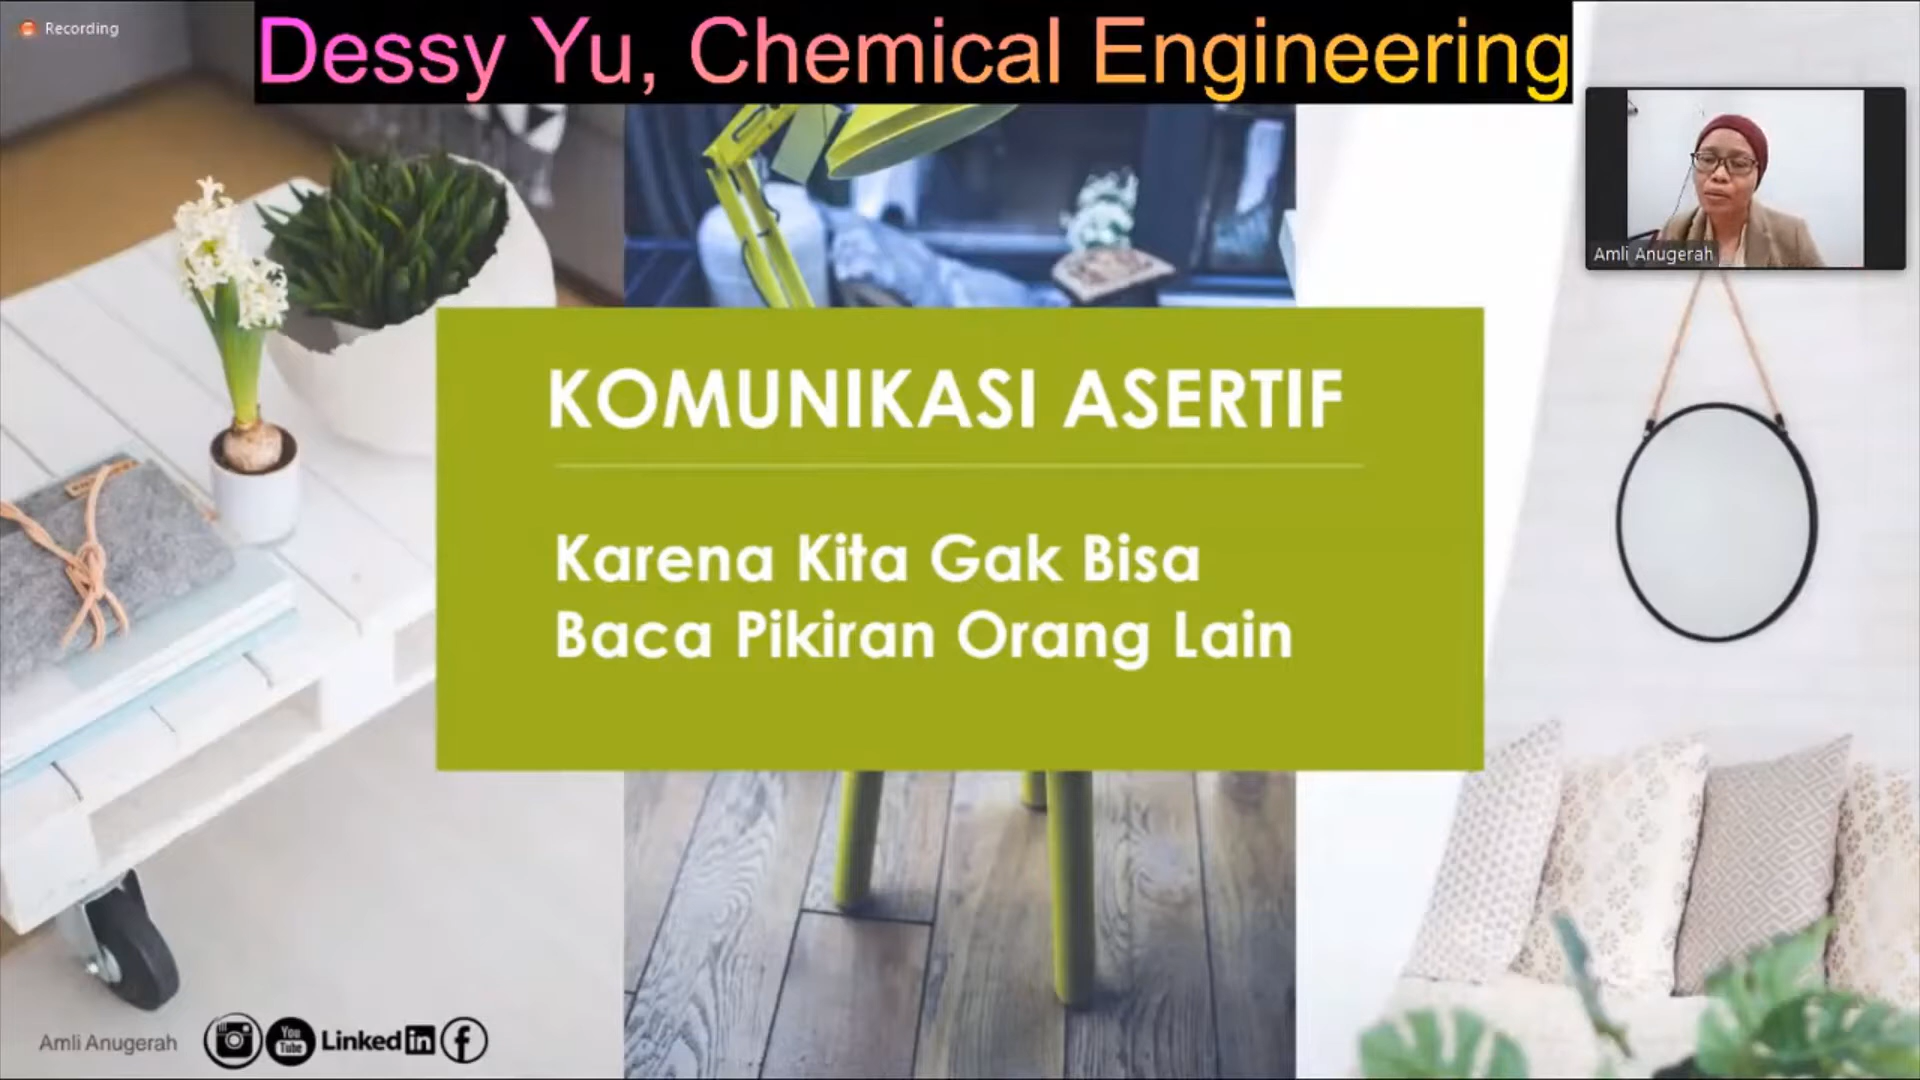 Recording
Dessy Yu, Chemical Engineering
Amli Anugerah
KOMUNIKASI ASERTIF
Karena Kita Gak Bisa
Baca Pikiran Orang Lain
Amli Anugerah
You
Tube
Linked in
f